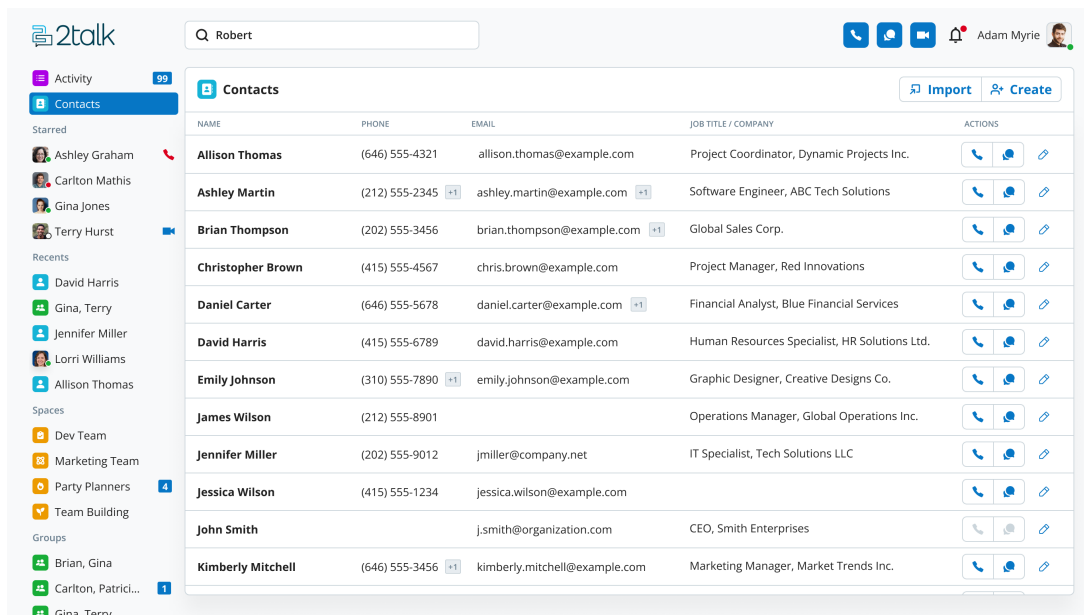 2talk
Robert
Adam Myrie
Activity 99
Contacts
Starred
Ashley Graham
Carlton Mathis
Gina Jones
Terry Hurst
Recents
David Harris
Gina, Terry
Jennifer Miller
Lorri Williams
Allison Thomas
Spaces
Dev Team
Marketing Team
Party Planners 4
Team Building
Groups
Brian, Gina
Carlton, Patrici... 1
Gina, Terry
Contacts
Import Create
NAME PHONE EMAIL JOB TITLE / COMPANY ACTIONS
Allison Thomas (646) 555-4321 allison.thomas@example.com Project Coordinator, Dynamic Projects Inc.
Ashley Martin (212) 555-2345 +1 ashley.martin@example.com +1 Software Engineer, ABC Tech Solutions
Brian Thompson (202) 555-3456 brian.thompson@example.com +1 Global Sales Corp.
Christopher Brown (415) 555-4567 chris.brown@example.com Project Manager, Red Innovations
Daniel Carter (646) 555-5678 daniel.carter@example.com +1 Financial Analyst, Blue Financial Services
David Harris (415) 555-6789 david.harris@example.com Human Resources Specialist, HR Solutions Ltd.
Emily Johnson (310) 555-7890 +1 emily.johnson@example.com Graphic Designer, Creative Designs Co.
James Wilson (212) 555-8901 Operations Manager, Global Operations Inc.
Jennifer Miller (202) 555-9012 jmiller@company.net IT Specialist, Tech Solutions LLC
Jessica Wilson (415) 555-1234 jessica.wilson@example.com
John Smith j.smith@organization.com CEO, Smith Enterprises
Kimberly Mitchell (646) 555-3456 +1 kimberly.mitchell@example.com Marketing Manager, Market Trends Inc.